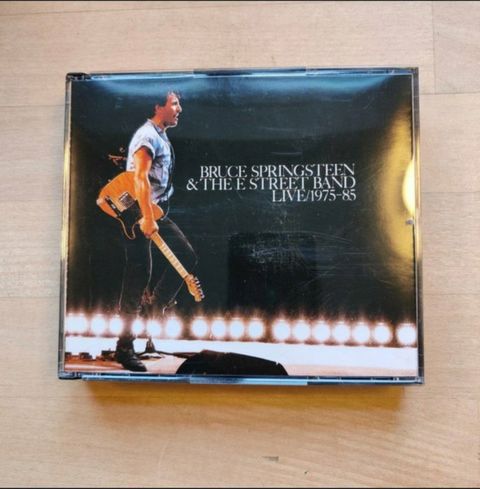 BRUCE SPRINGSTEEN
& THE E STREET BAND
LIVE/1975-85